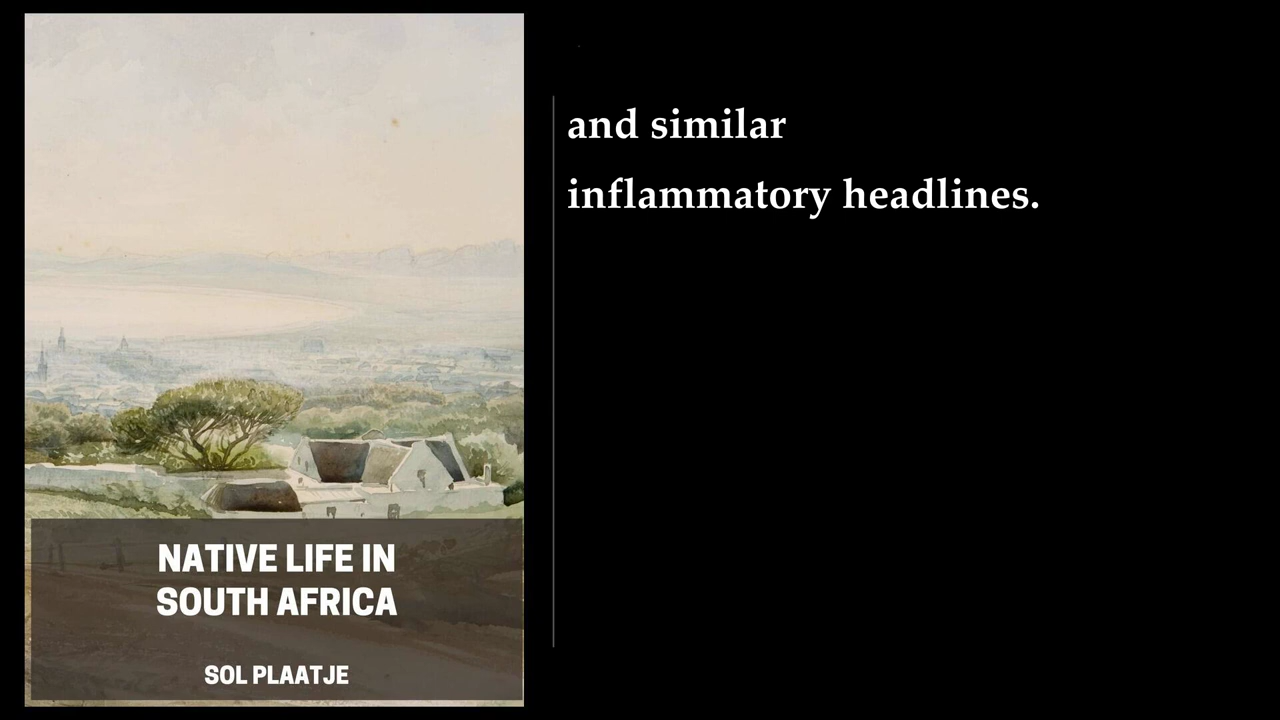 NATIVE LIFE IN
SOUTH AFRICA
SOL PLAATJE
and similar
inflammatory headlines.